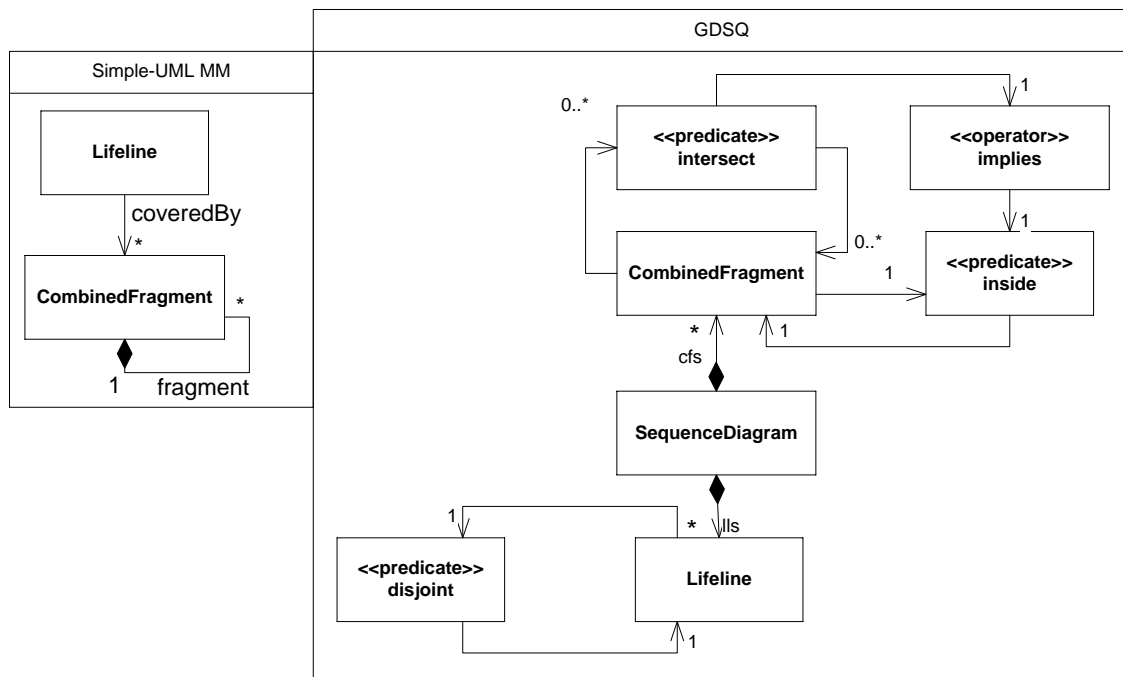 GDSQ
Simple-UML MM
Lifeline
coveredBy
*
CombinedFragment
*
1
fragment
0..*
<<predicate>>
intersect
1
<<operator>>
implies
0..*
1
CombinedFragment
1
<<predicate>>
inside
*
1
cfs
SequenceDiagram
1
*
lls
<<predicate>>
disjoint
Lifeline
1